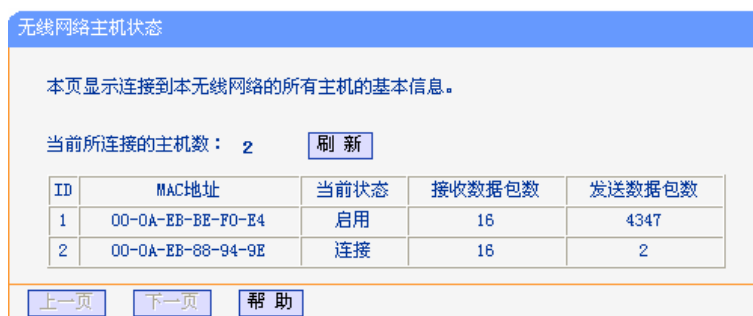 无线网络主机状态
本页显示连接到本无线网络的所有主机的基本信息。
当前所连接的主机数： 2 刷 新
ID MAC地址 当前状态 接收数据包数 发送数据包数
1 00-0A-EB-BE-F0-E4 启用 16 4347
2 00-0A-EB-88-94-9E 连接 16 2
上一页 下一页 帮 助